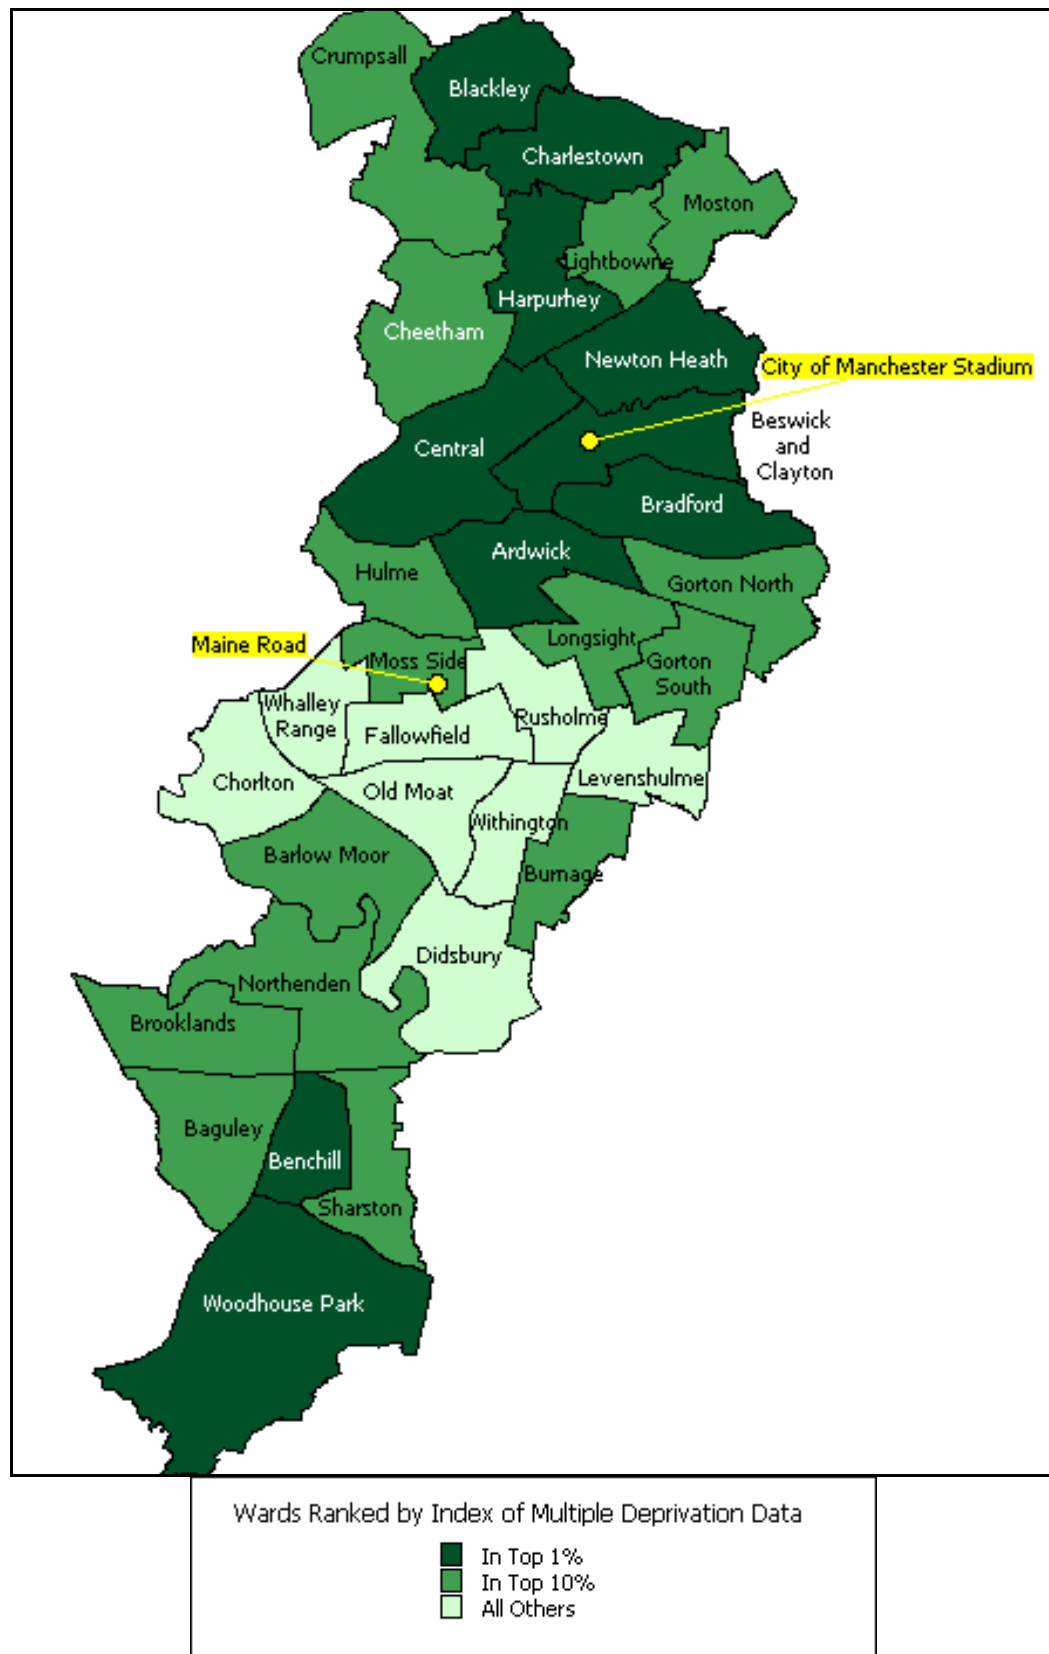 Crumpsall
Blackley
Charlestown
Moston
Lightbowne
Harpurhey
Cheetham
Newton Heath
City of Manchester Stadium
Beswick
and
Clayton
Central
Bradford
Ardwick
Hulme
Gorton North
Longsight
Maine Road
Moss Side
Gorton
South
Whalley
Range
Rusholme
Fallowfield
Levenshulme
Chorlton
Old Moat
Withington
Barlow Moor
Burnage
Didsbury
Northenden
Brooklands
Baguley
Benchill
Sharston
Woodhouse Park
Wards Ranked by Index of Multiple Deprivation Data
In Top 1%
In Top 10%
All Others